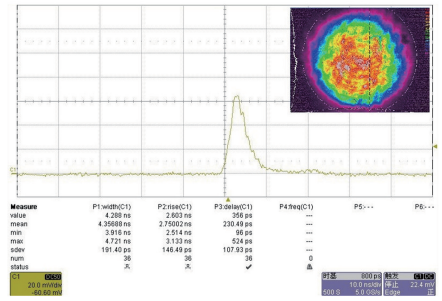 C1
Measure P1:width(C1) P2:rise(C1) P3:delay(C1) P4:freq(C1) P5:--- P6:---
value 4.288 ns 2.603 ns 356 ps ---
mean 4.35688 ns 2.75002 ns 230.49 ps ---
min 3.916 ns 2.514 ns 96 ps ---
max 4.721 ns 3.133 ns 524 ps ---
sdev 191.40 ps 146.49 ps 107.93 ps ---
num 36 36 36 0
status
C1 DC50
20.0 mV/div
-60.60 mV
时基 800 ps
10.0 ns/div
500 S 5.0 GS/s
触发 C1 DC
停止 22.4 mV
Edge 正